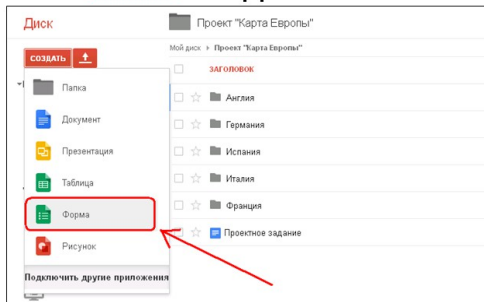 Диск
Проект "Карта Европы"
Мой диск › Проект "Карта Европы"
СОЗДАТЬ
ЗАГОЛОВОК
Папка
Англия
Документ
Германия
Презентация
Испания
Таблица
Италия
Форма
Франция
Рисунок
Проектное задание
Подключить другие приложения